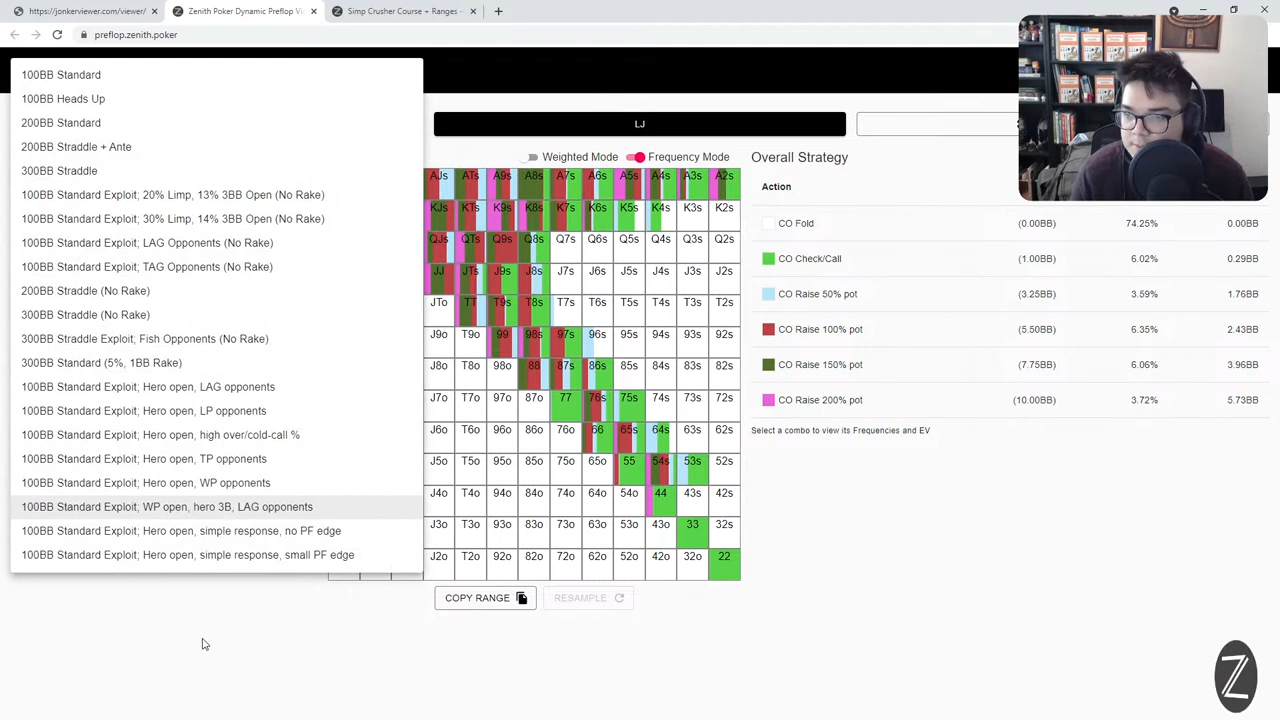 https://jonkerviewer.com/viewer/
Zenith Poker Dynamic Preflop Vi
Simp Crusher Course + Ranges -
preflop.zenith.poker
100BB Standard
100BB Heads Up
200BB Standard
200BB Straddle + Ante
300BB Straddle
100BB Standard Exploit; 20% Limp, 13% 3BB Open (No Rake)
100BB Standard Exploit; 30% Limp, 14% 3BB Open (No Rake)
100BB Standard Exploit; LAG Opponents (No Rake)
100BB Standard Exploit; TAG Opponents (No Rake)
200BB Straddle (No Rake)
300BB Straddle (No Rake)
300BB Straddle Exploit; Fish Opponents (No Rake)
300BB Standard (5%, 1BB Rake)
100BB Standard Exploit; Hero open, LAG opponents
100BB Standard Exploit; Hero open, LP opponents
100BB Standard Exploit; Hero open, high over/cold-call %
100BB Standard Exploit; Hero open, TP opponents
100BB Standard Exploit; Hero open, WP opponents
100BB Standard Exploit; WP open, hero 3B, LAG opponents
100BB Standard Exploit; Hero open, simple response, no PF edge
100BB Standard Exploit; Hero open, simple response, small PF edge
LJ
Weighted Mode Frequency Mode
AJs ATs A9s A8s A7s A6s A5s A4s A3s A2s
KJs KTs K9s K8s K7s K6s K5s K4s K3s K2s
QJs QTs Q9s Q8s Q7s Q6s Q5s Q4s Q3s Q2s
JJ JTs J9s J8s J7s J6s J5s J4s J3s J2s
JTo TT T9s T8s T7s T6s T5s T4s T3s T2s
J9o T9o 99 98s 97s 96s 95s 94s 93s 92s
J8o T8o 98o 88 87s 86s 85s 84s 83s 82s
J7o T7o 97o 87o 77 76s 75s 74s 73s 72s
J6o T6o 96o 86o 76o 66 65s 64s 63s 62s
J5o T5o 95o 85o 75o 65o 55 54s 53s 52s
J4o T4o 94o 84o 74o 64o 54o 44 43s 42s
J3o T3o 93o 83o 73o 63o 53o 43o 33 32s
J2o T2o 92o 82o 72o 62o 52o 42o 32o 22
COPY RANGE
RESAMPLE
Overall Strategy
Action
CO Fold (0.00BB) 74.25% 0.00BB
CO Check/Call (1.00BB) 6.02% 0.29BB
CO Raise 50% pot (3.25BB) 3.59% 1.76BB
CO Raise 100% pot (5.50BB) 6.35% 2.43BB
CO Raise 150% pot (7.75BB) 6.06% 3.96BB
CO Raise 200% pot (10.00BB) 3.72% 5.73BB
Select a combo to view its Frequencies and EV
Z